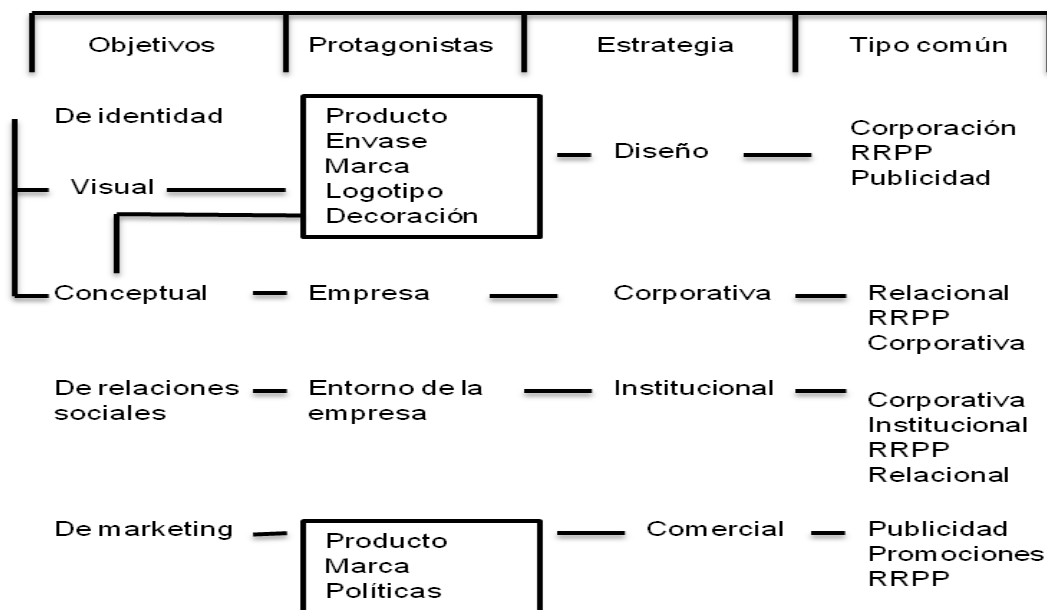 Objetivos Protagonistas Estrategia Tipo común
De identidad
Visual
Producto
Envase
Marca
Logotipo
Decoración
Diseño
Corporación
RRPP
Publicidad
Conceptual
Empresa
Corporativa
Relacional
RRPP
Corporativa
De relaciones
sociales
Entorno de la
empresa
Institucional
Corporativa
Institucional
RRPP
Relacional
De marketing
Producto
Marca
Políticas
Comercial
Publicidad
Promociones
RRPP